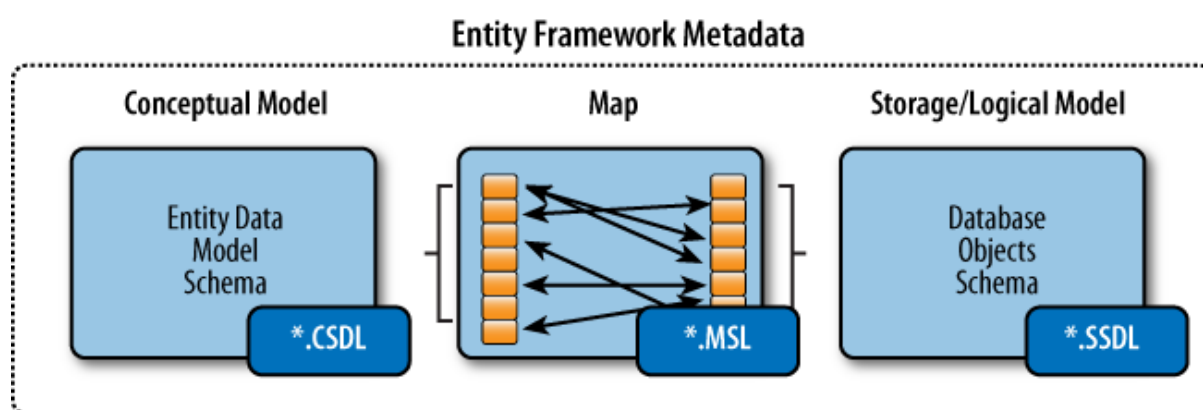 Entity Framework Metadata
Conceptual Model
Map
Storage/Logical Model
Entity Data
Model
Schema
Database
Objects
Schema
*.CSDL
*.MSL
*.SSDL